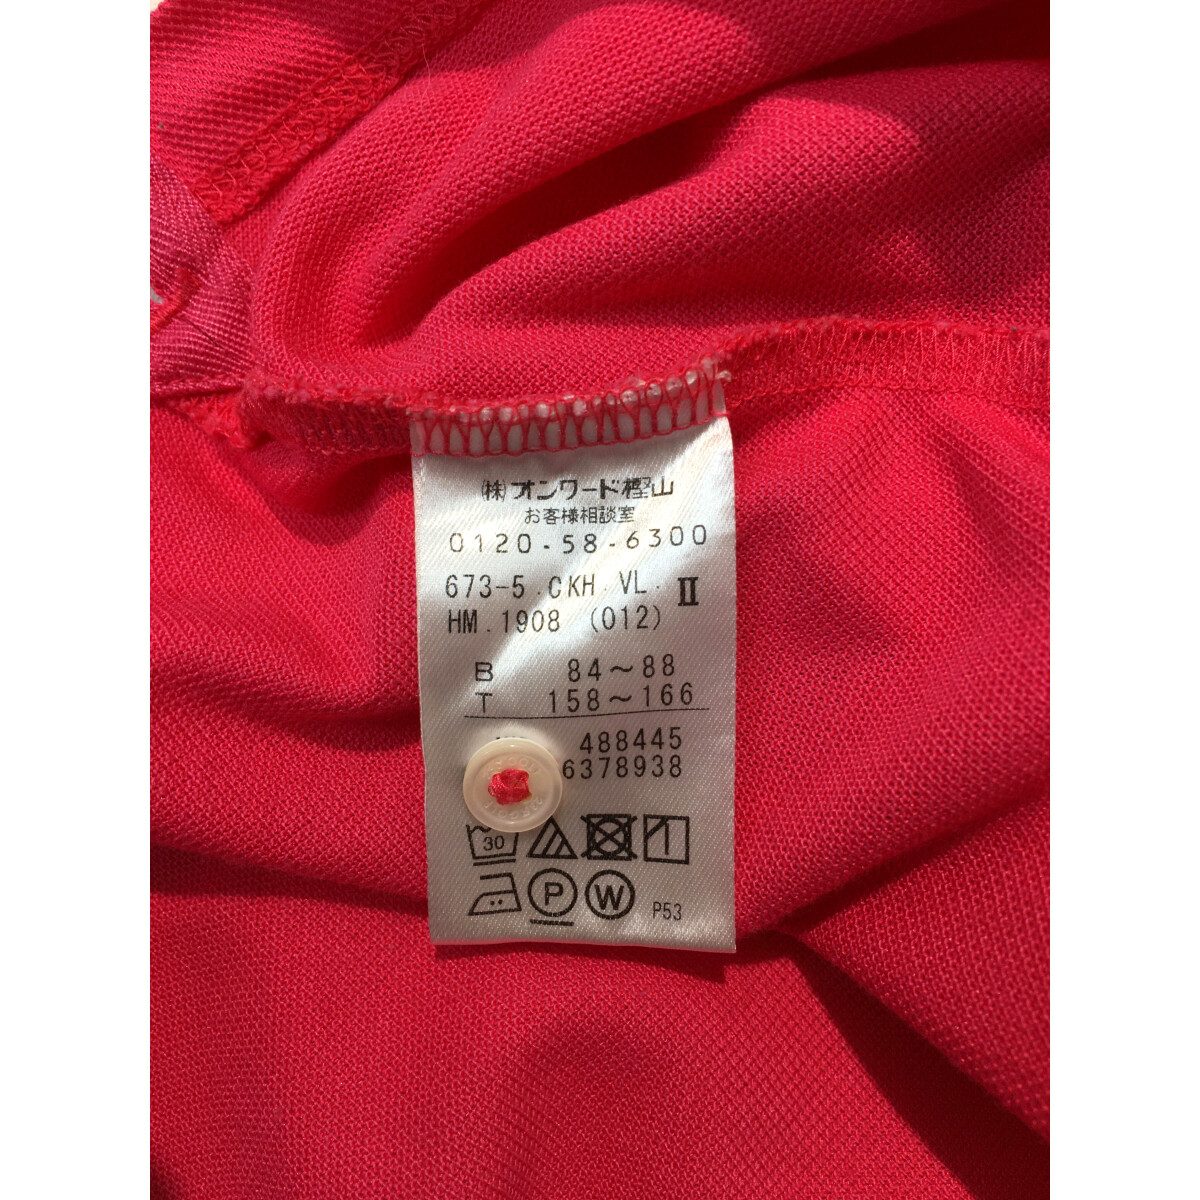 (株)オンワード樫山
お客様相談室
0120-58-6300
673-5.CKH.VL. II
HM.1908 (012)
B 84~88
T 158~166
488445
6378938
30
P W P53